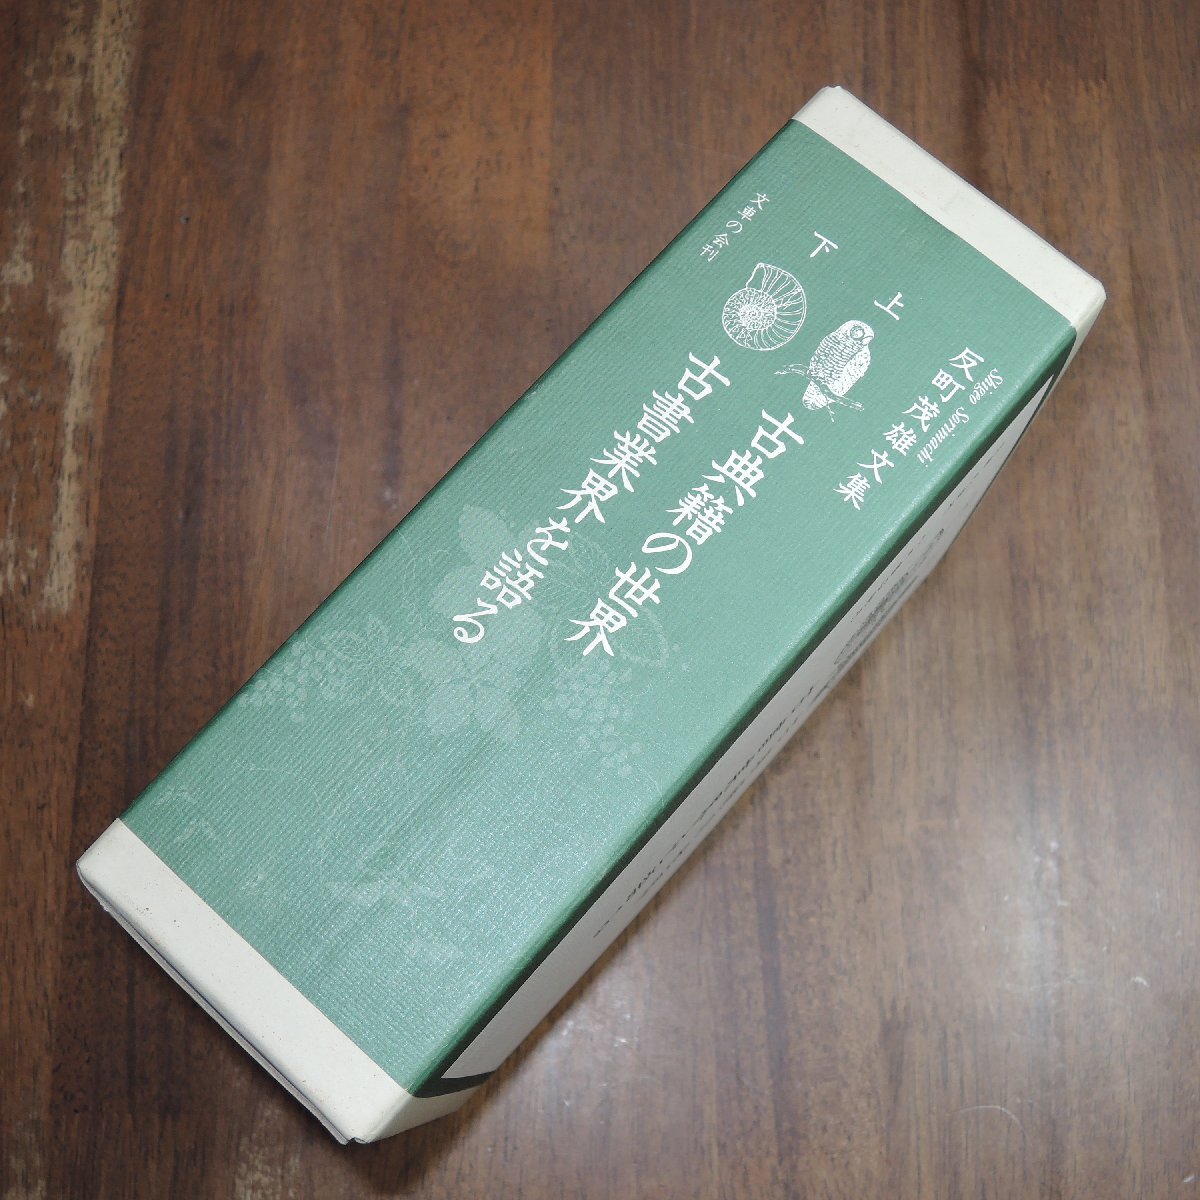 反町茂雄文集
Shigeo Sorimachi
上
古典籍の世界
下
古書業界を語る
文車の会刊